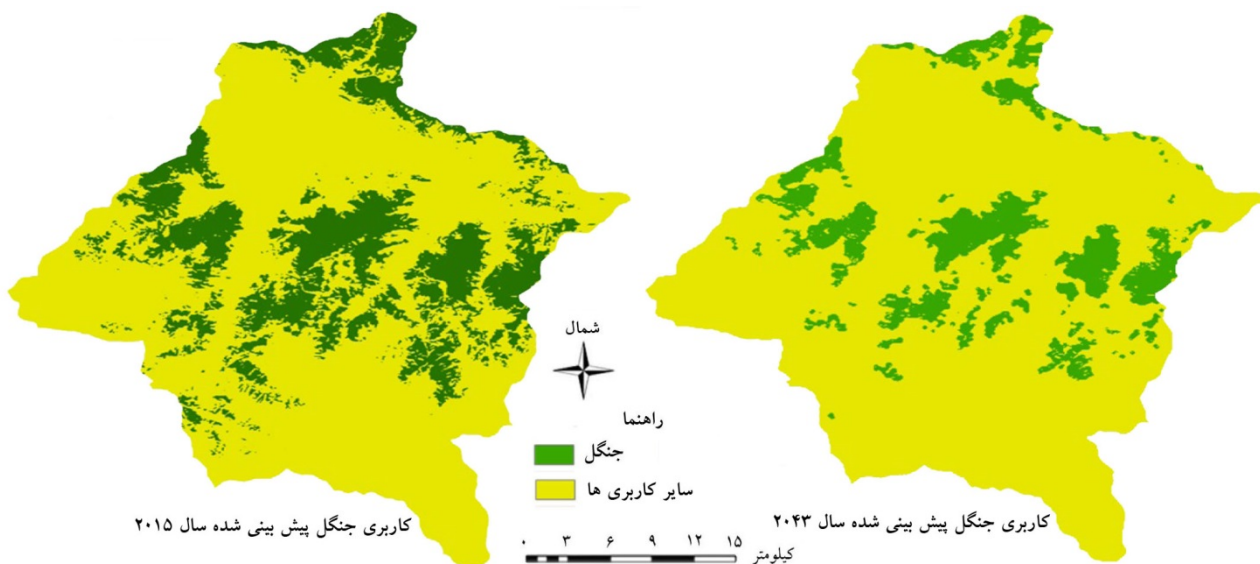 شمال
راهنما
جنگل
سایر کاربری ها
کاربری جنگل پیش بینی شده سال ۲۰۱۵
کاربری جنگل پیش بینی شده سال ۲۰۴۳
۰ ۳ ۶ ۹ ۱۲ ۱۵
کیلومتر